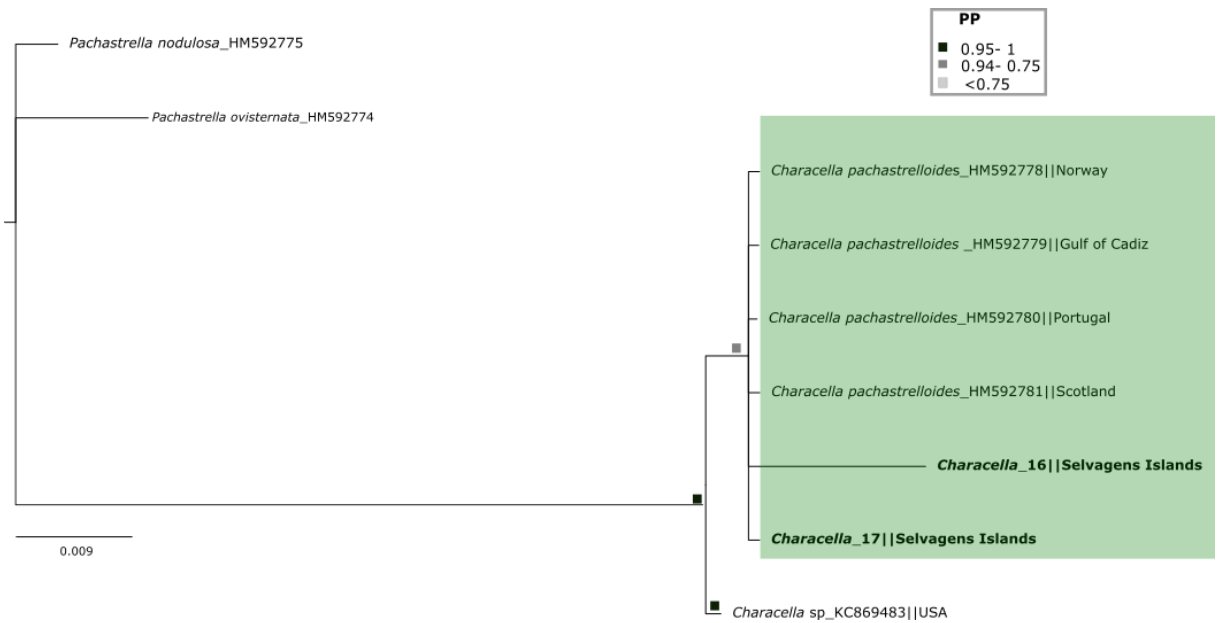 PP
0.95- 1
0.94- 0.75
<0.75
Pachastrella nodulosa_HM592775
Pachastrella ovisternata_HM592774
Characella pachastrelloides_HM592778||Norway
Characella pachastrelloides _HM592779||Gulf of Cadiz
Characella pachastrelloides_HM592780||Portugal
Characella pachastrelloides_HM592781||Scotland
Characella_16||Selvagens Islands
Characella_17||Selvagens Islands
0.009
Characella sp_KC869483||USA